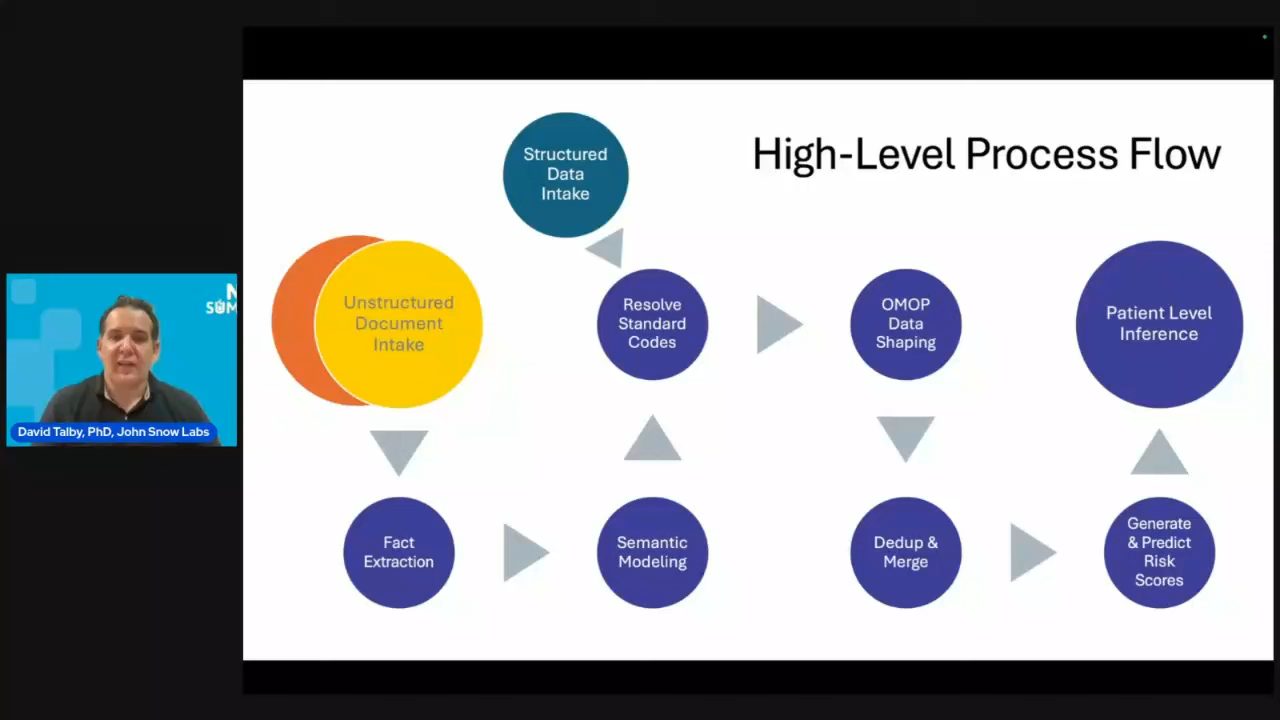 High-Level Process Flow
Structured
Data
Intake
Unstructured
Document
Intake
Resolve
Standard
Codes
OMOP
Data
Shaping
Patient Level
Inference
Fact
Extraction
Semantic
Modeling
Dedup &
Merge
Generate
& Predict
Risk
Scores
David Talby, PhD, John Snow Labs